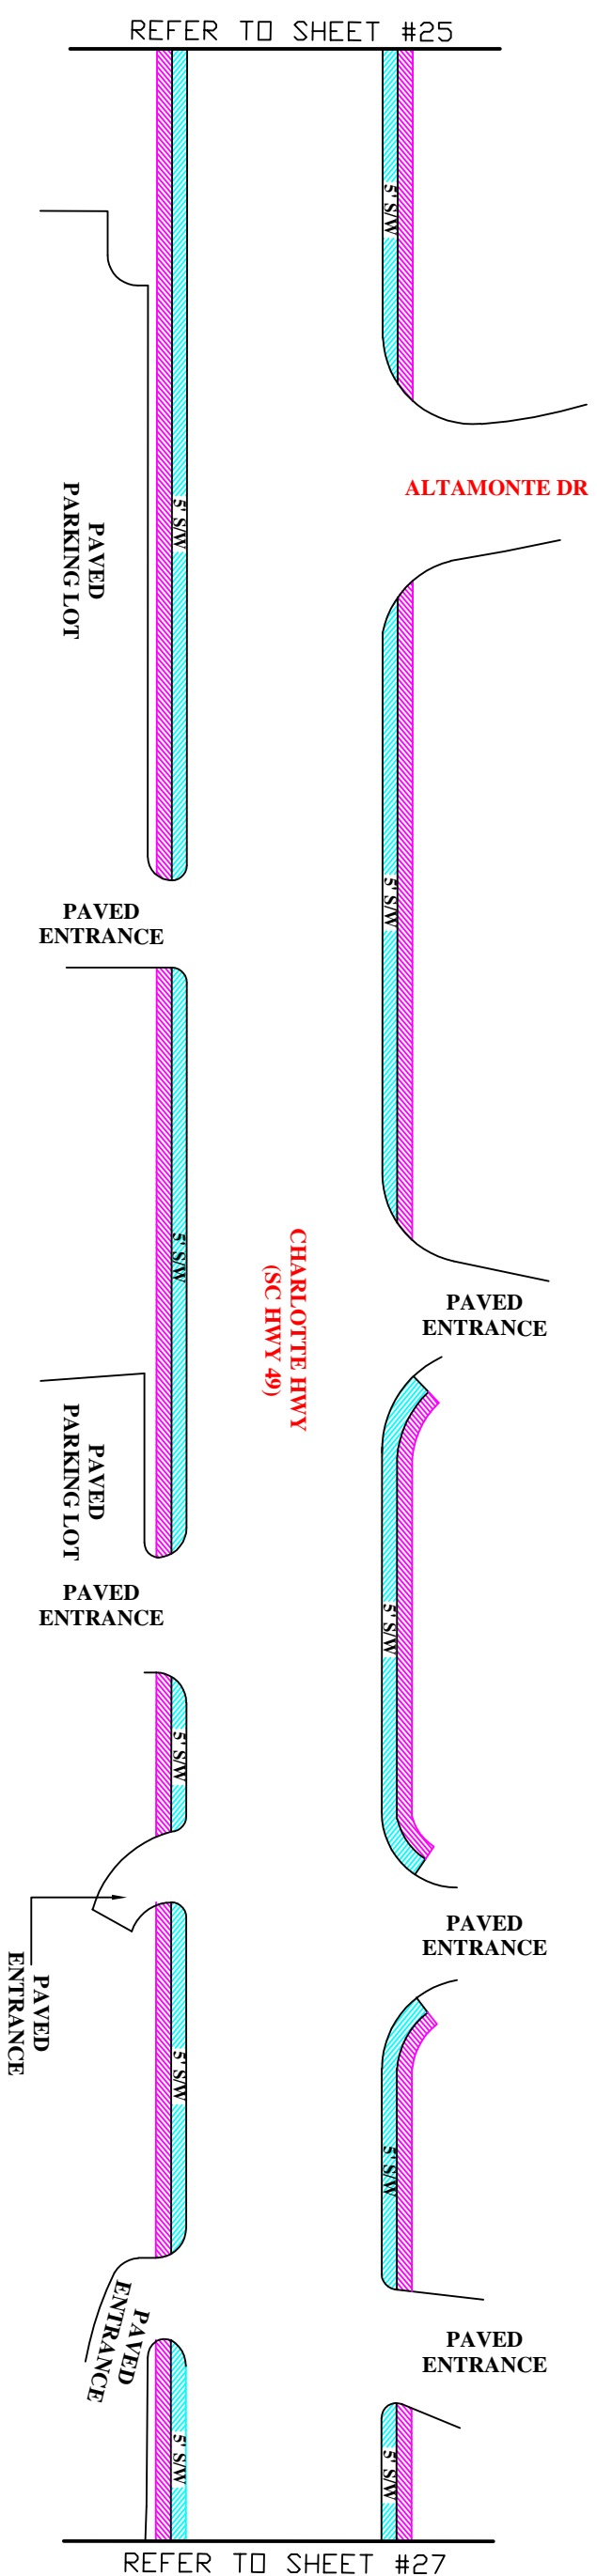 REFER TO SHEET #25
5' S/W
ALTAMONTE DR
5' S/W
PAVED
PARKING LOT
5' S/W
PAVED
ENTRANCE
5' S/W
CHARLOTTE HWY
(SC HWY 49)
PAVED
ENTRANCE
PAVED
PARKING LOT
PAVED
ENTRANCE
5' S/W
5' S/W
PAVED
ENTRANCE
PAVED
ENTRANCE
5' S/W
5' S/W
PAVED
ENTRANCE
PAVED
ENTRANCE
5' S/W
5' S/W
REFER TO SHEET #27